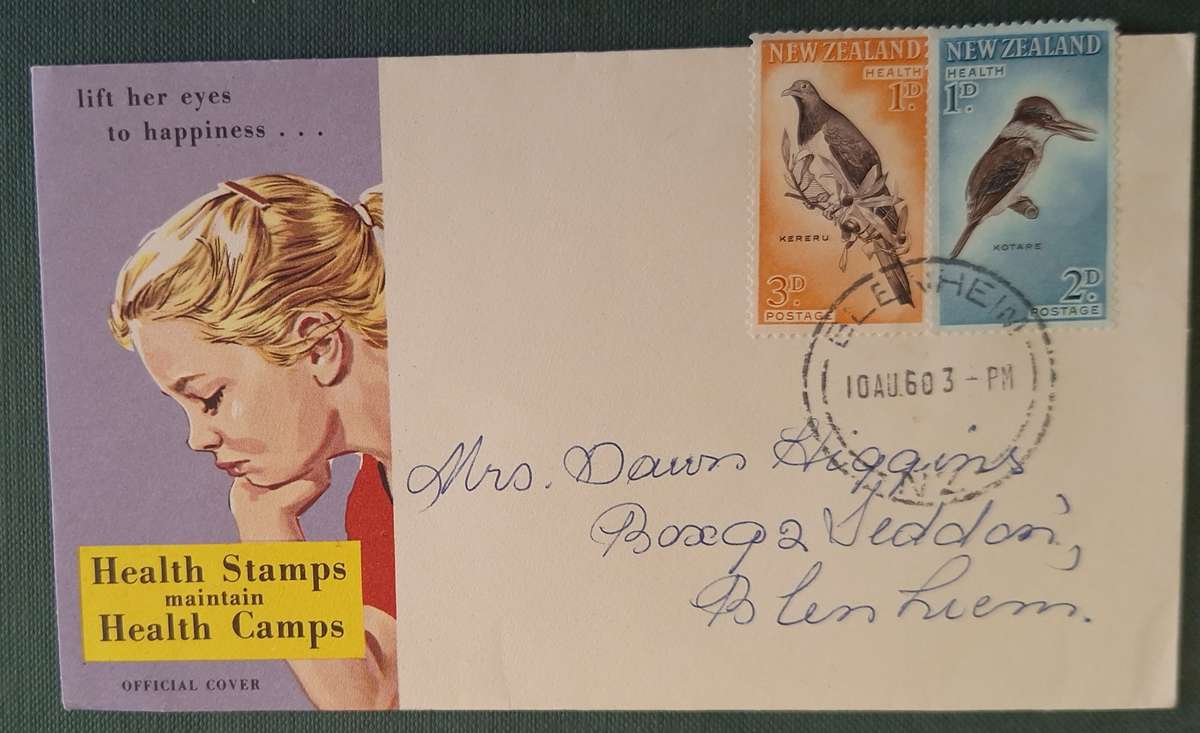 lift her eyes
to happiness . . .
Health Stamps
maintain
Health Camps
OFFICIAL COVER
NEW ZEALAND
HEALTH
1D.
KERERU
3D.
POSTAGE
NEW ZEALAND
HEALTH
1D.
KOTARE
2D.
POSTAGE
BLENHEIM
10AU.60 3 - PM
N.Z.
Mrs. Dawn Higgins
Box 92 Seddon,
Blenhiem.